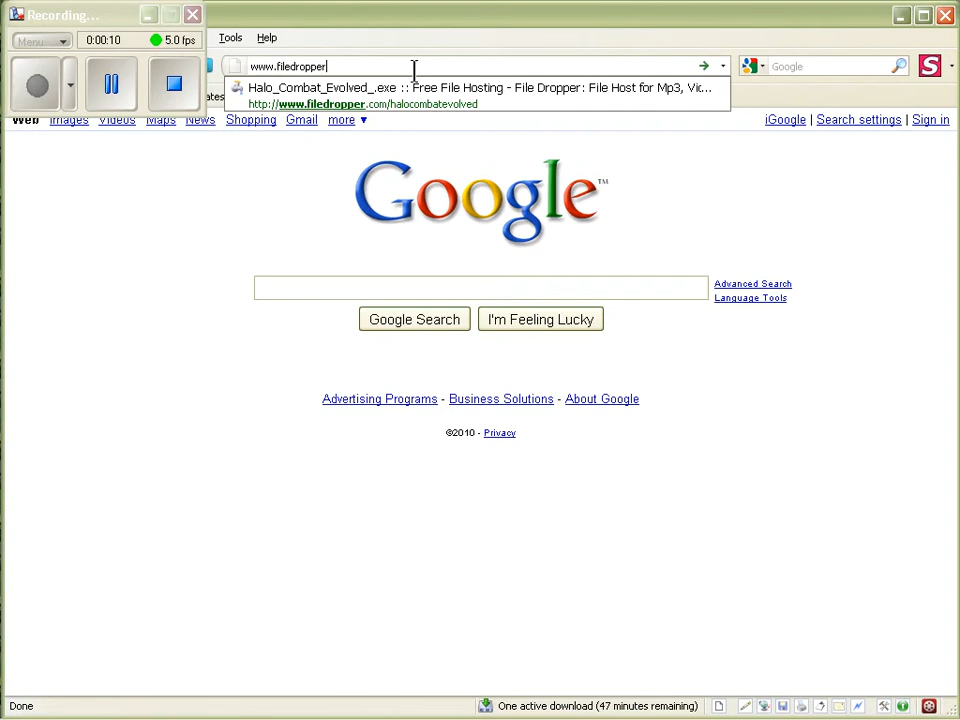 Recording...
Menu
0:00:10
5.0 fps
Tools
Help
www.filedropper
Google
Halo_Combat_Evolved_.exe :: Free File Hosting - File Dropper: File Host for Mp3, Vic...
http://www.filedropper.com/halocombatevolved
Web Images Videos Maps News Shopping Gmail more ▼
iGoogle | Search settings | Sign in
Google™
Advanced Search
Language Tools
Google Search
I'm Feeling Lucky
Advertising Programs - Business Solutions - About Google
©2010 - Privacy
Done
One active download (47 minutes remaining)